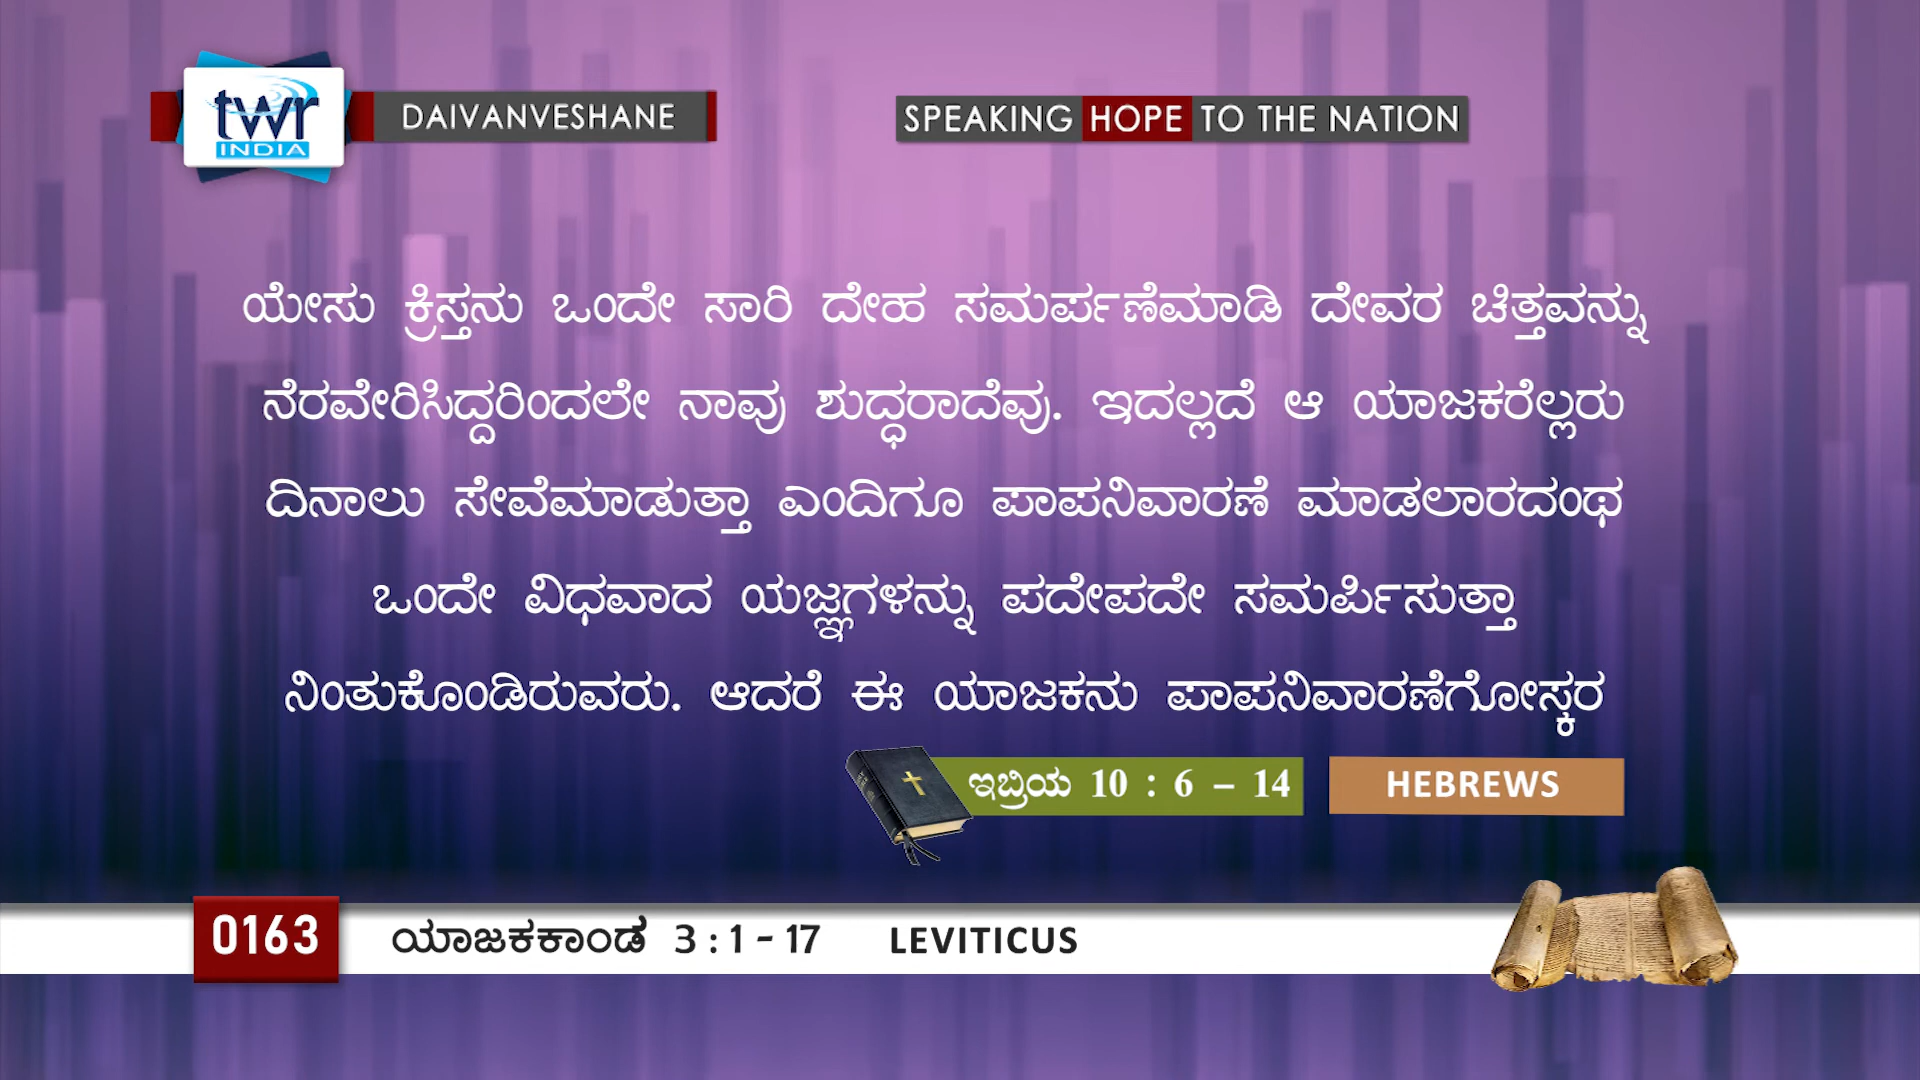 twr
INDIA
DAIVANVESHANE
SPEAKING HOPE TO THE NATION
ಯೇಸು ಕ್ರಿಸ್ತನು ಒಂದೇ ಸಾರಿ ದೇಹ ಸಮರ್ಪಣೆಮಾಡಿ ದೇವರ ಚಿತ್ತವನ್ನು
ನೆರವೇರಿಸಿದ್ದರಿಂದಲೇ ನಾವು ಶುದ್ಧರಾದೆವು. ಇದಲ್ಲದೆ ಆ ಯಾಜಕರೆಲ್ಲರು
ದಿನಾಲು ಸೇವೆಮಾಡುತ್ತಾ ಎಂದಿಗೂ ಪಾಪನಿವಾರಣೆ ಮಾಡಲಾರದಂಥ
ಒಂದೇ ವಿಧವಾದ ಯಜ್ಞಗಳನ್ನು ಪದೇಪದೇ ಸಮರ್ಪಿಸುತ್ತಾ
ನಿಂತುಕೊಂಡಿರುವರು. ಆದರೆ ಈ ಯಾಜಕನು ಪಾಪನಿವಾರಣೆಗೋಸ್ಕರ
ಇಬ್ರಿಯ 10 : 6 – 14 HEBREWS
0163 ಯಾಜಕಕಾಂಡ 3 : 1 - 17 LEVITICUS